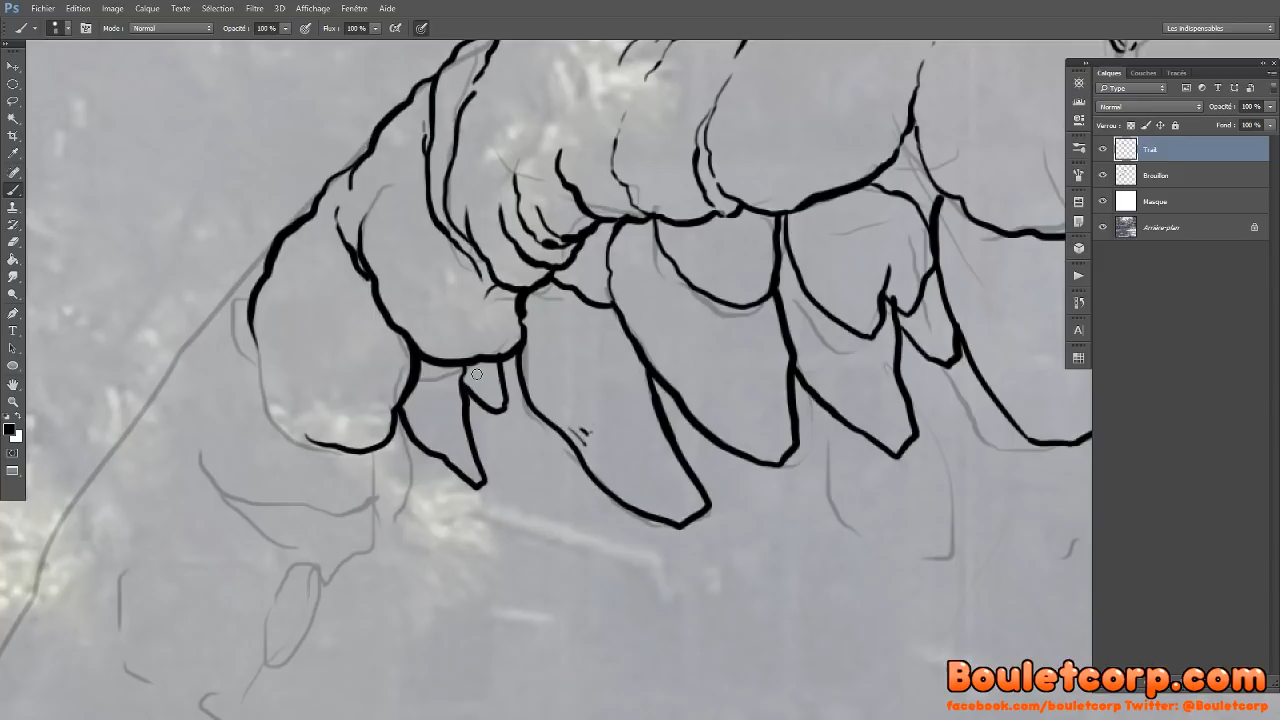 Ps Fichier Edition Image Calque Texte Sélection Filtre 3D Affichage Fenêtre Aide
Mode : Normal Opacité : 100 % Flux : 100 % Les indispensables
Calques Couches Tracés
Type
Normal Opacité : 100 %
Verrou : Fond : 100 %
Trait
Brouillon
Masque
Arrière-plan
Bouletcorp.com
facebook.com/bouletcorp Twitter: @Bouletcorp